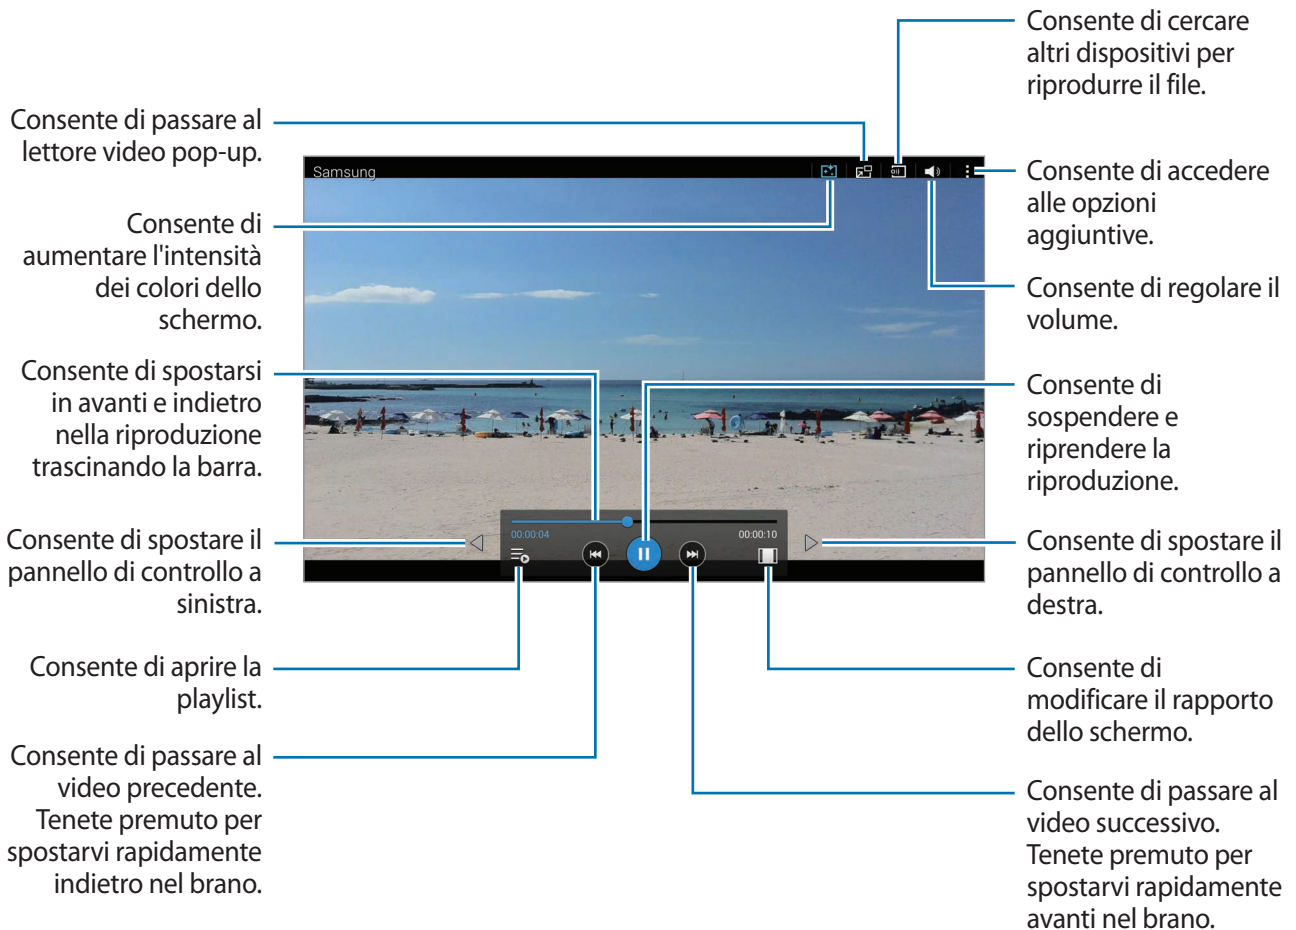 Consente di cercare
altri dispositivi per
riprodurre il file.
Consente di passare al
lettore video pop-up.
Samsung
Consente di accedere
alle opzioni
aggiuntive.
Consente di
aumentare l'intensità
dei colori dello
schermo.
Consente di regolare il
volume.
Consente di spostarsi
in avanti e indietro
nella riproduzione
trascinando la barra.
Consente di
sospendere e
riprendere la
riproduzione.
00:00:04
00:00:10
Consente di spostare il
pannello di controllo a
sinistra.
Consente di spostare il
pannello di controllo a
destra.
Consente di aprire la
playlist.
Consente di
modificare il rapporto
dello schermo.
Consente di passare al
video precedente.
Tenete premuto per
spostarvi rapidamente
indietro nel brano.
Consente di passare al
video successivo.
Tenete premuto per
spostarvi rapidamente
avanti nel brano.